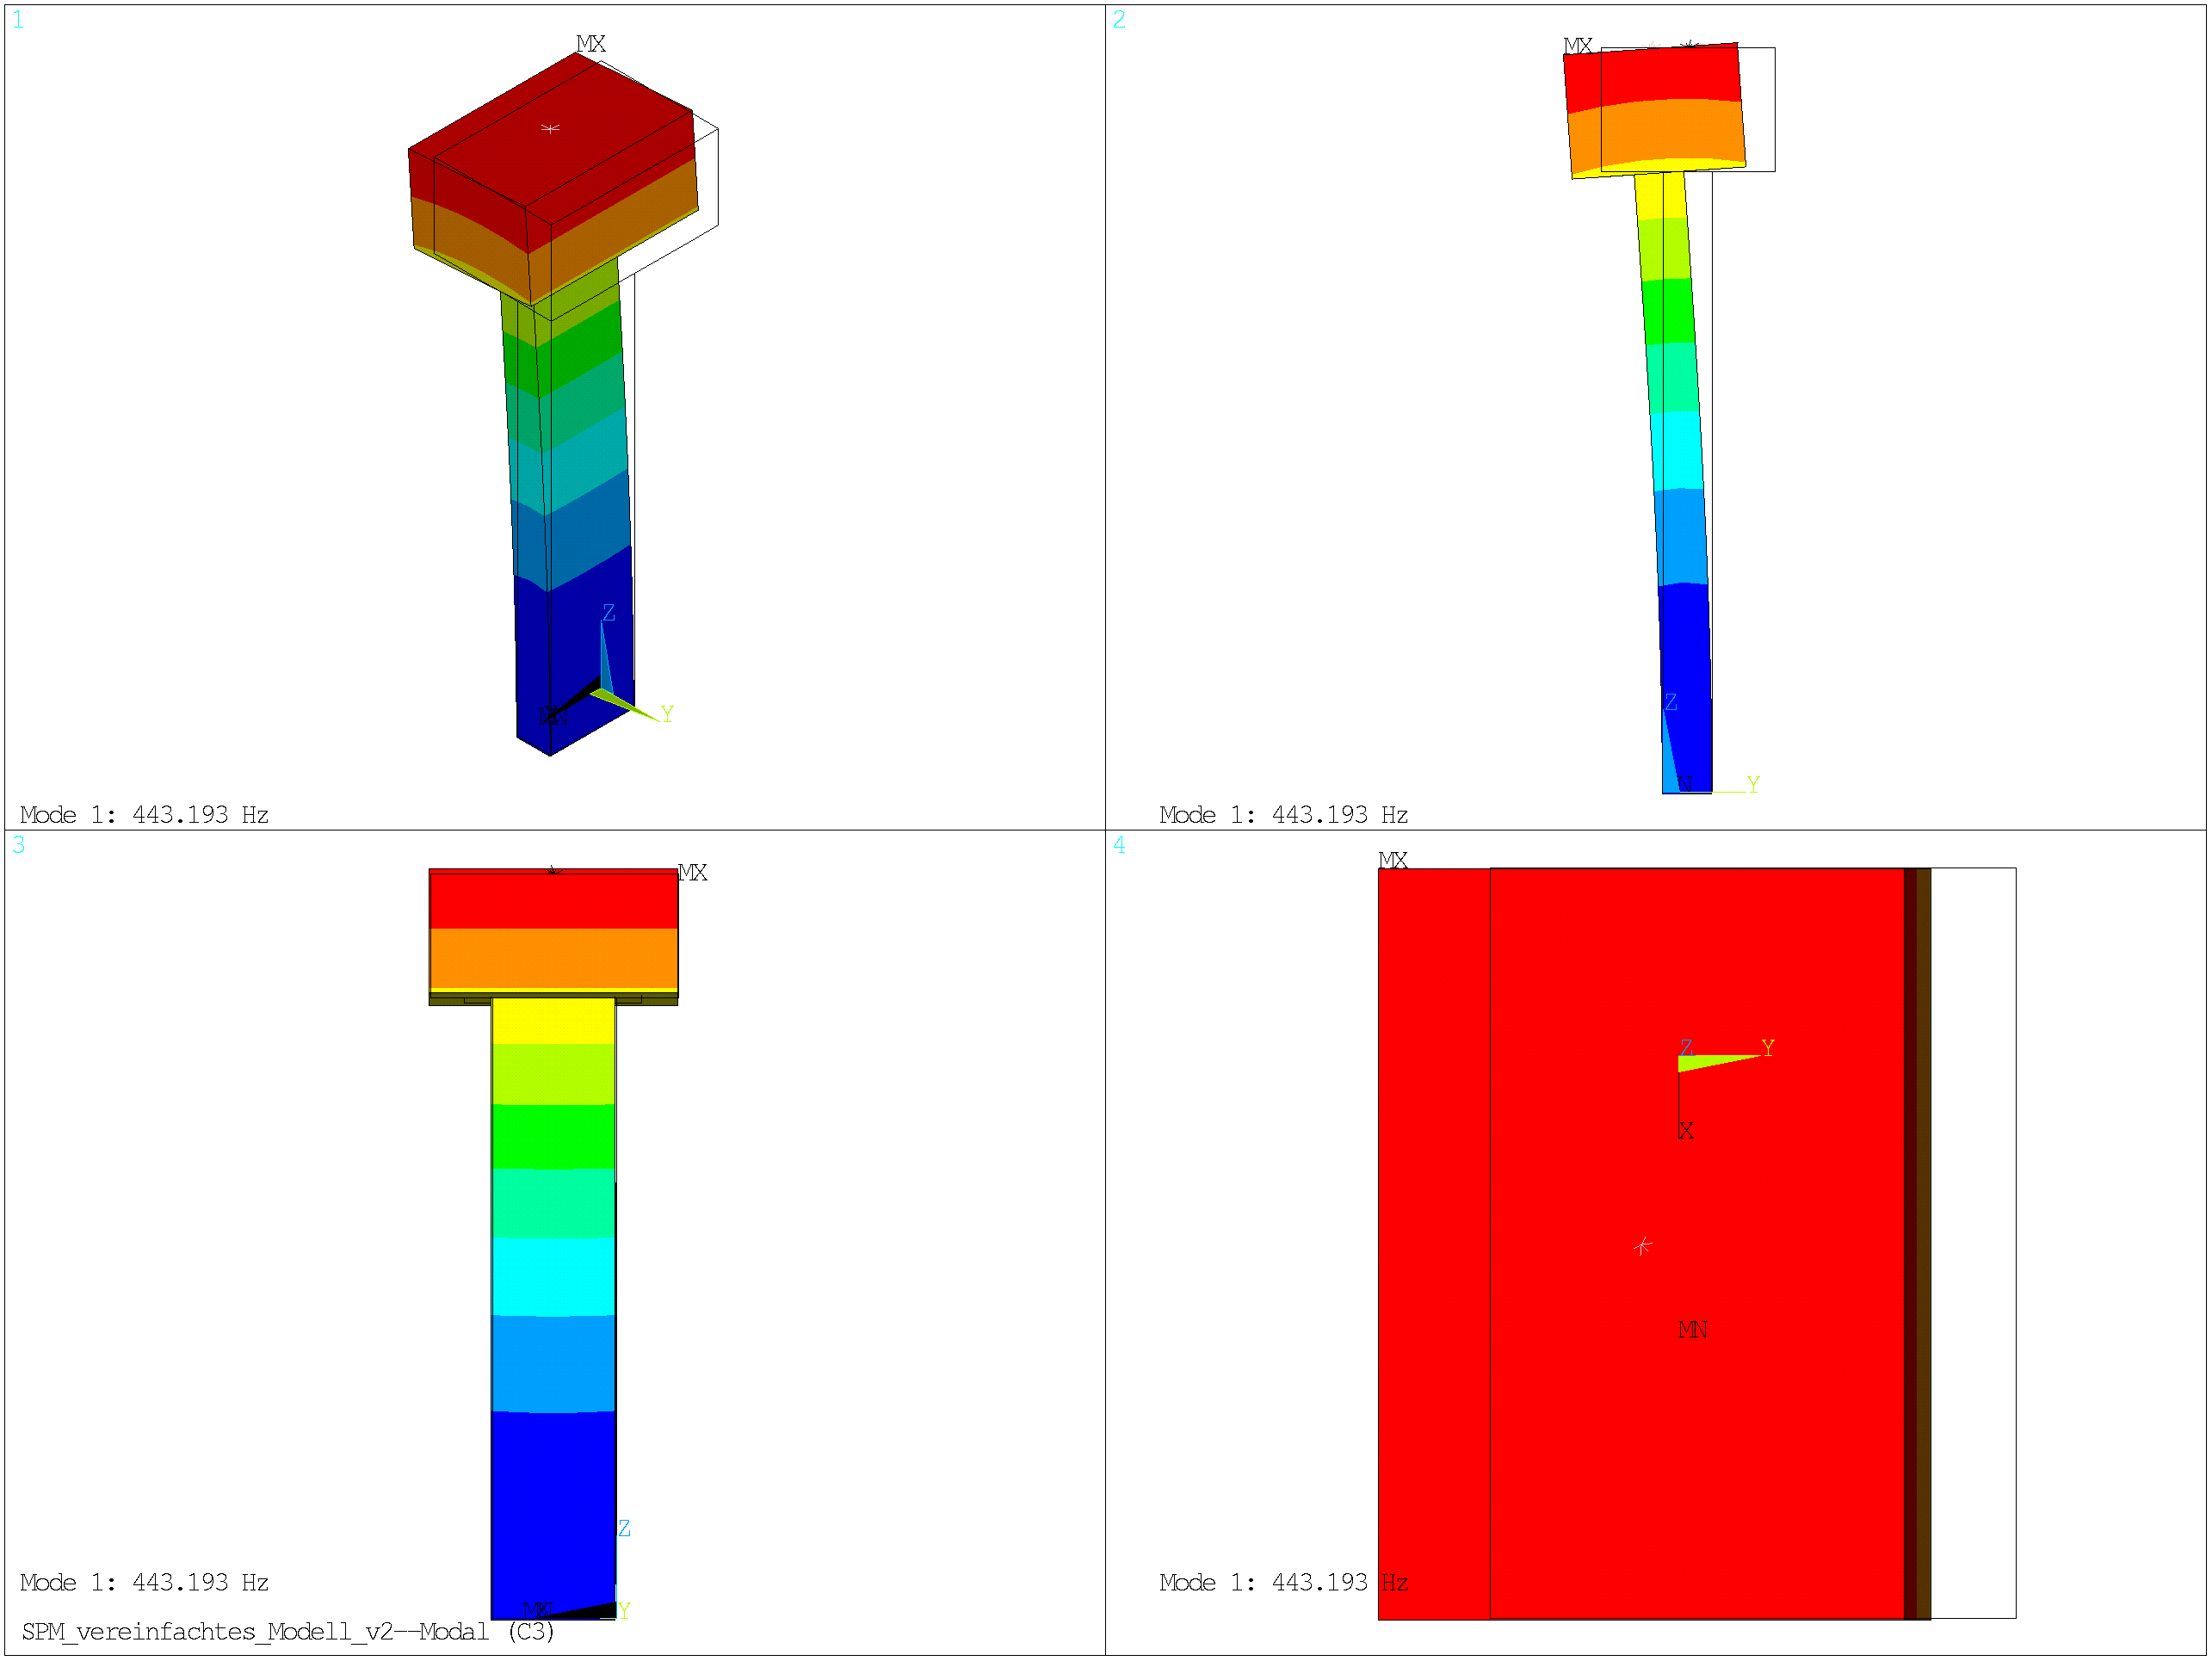 1
MX
Z
Y
MN
Mode 1: 443.193 Hz
2
MX
Z
N
Y
Mode 1: 443.193 Hz
3
MX
Z
Y
Mode 1: 443.193 Hz
SPM_vereinfachtes_Modell_v2--Modal (C3)
4
MX
Z
Y
X
MN
Mode 1: 443.193 Hz